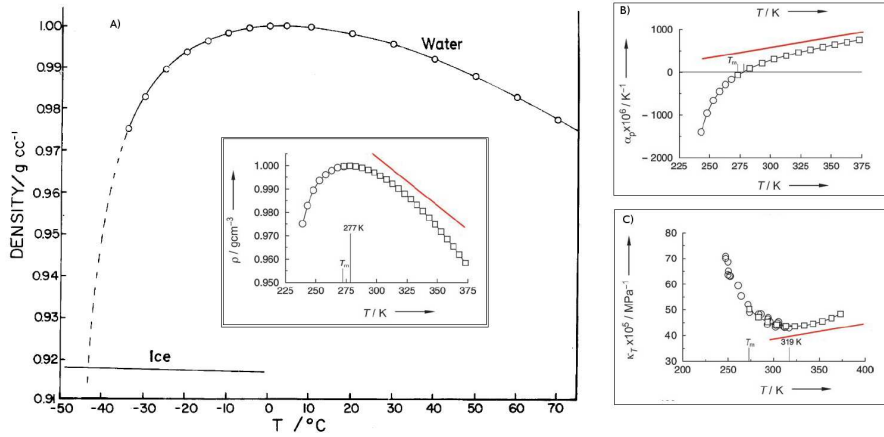 A)
DENSITY/g cc⁻¹
1.00
0.99
0.98
0.97
0.96
0.95
0.94
0.93
0.92
0.91
Water
Ice
-50 -40 -30 -20 -10 0 10 20 30 40 50 60 70
T /°C
ρ / gcm⁻³
1.000
0.990
0.980
0.970
0.960
0.950
277 K
Tm
225 250 275 300 325 350 375
T / K
B)
T / K
αp x10⁶ / K⁻¹
1000
0
− 1000
− 2000
Tm
225 250 275 300 325 350 375
T / K
C)
κT x 10⁵ / MPa⁻¹
80
70
60
50
40
30
Tm 319 K
200 250 300 350 400
T / K